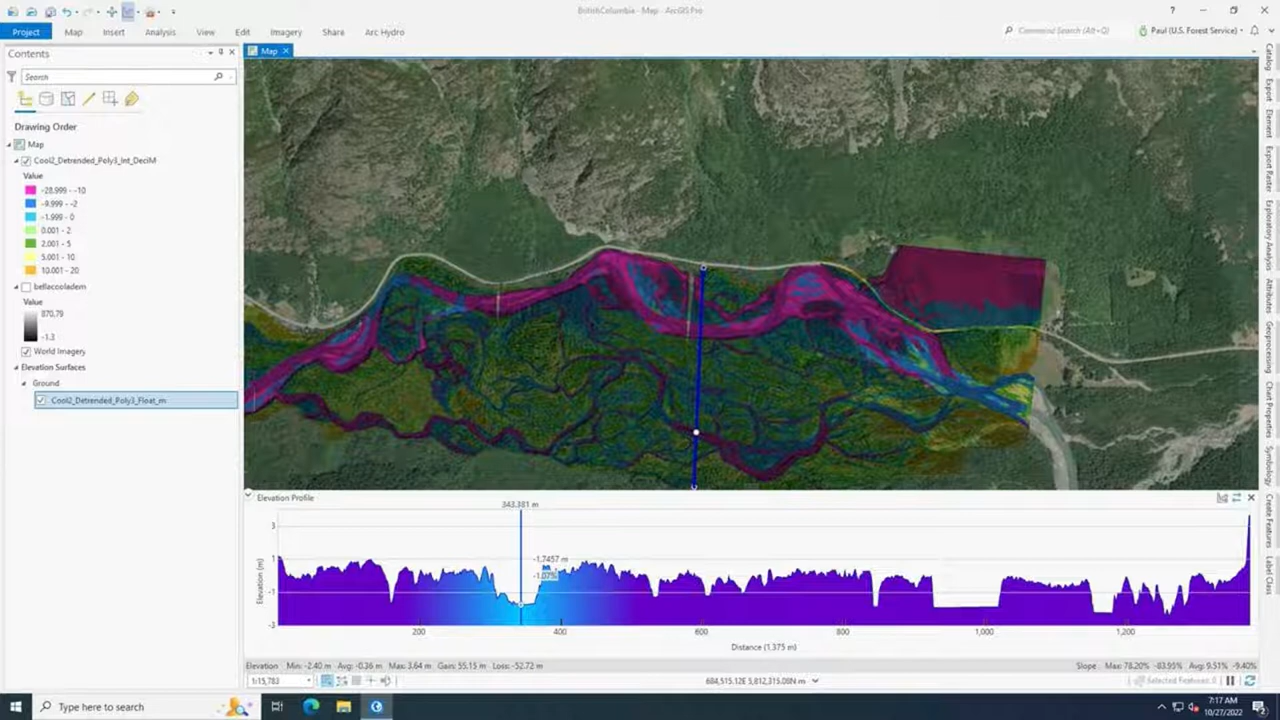 BritishColumbia - Map - ArcGIS Pro
Project Map Insert Analysis View Edit Imagery Share Arc Hydro
Command Search (Alt+Q)
Paul (U.S. Forest Service)
Contents
Map
Search
Drawing Order
Map
Cool2_Detrended_Poly3_Int_DeciM
Value
-28.999 - -10
-9.999 - -2
-1.999 - 0
0.001 - 2
2.001 - 5
5.001 - 10
10.001 - 20
bellacooladem
Value
870.79
-1.3
World Imagery
Elevation Surfaces
Ground
Cool2_Detrended_Poly3_Float_m
Catalog
Export
Element
Export Raster
Exploratory Analysis
Attributes
Geoprocessing
Chart Properties
Symbology
Create Features
Label Class
Elevation Profile
343.381 m
-1.7457 m
-1.07%
Elevation (m)
3
1
-1
-3
200 400 600 800 1,000 1,200
Distance (1,375 m)
Elevation Min: -2.40 m Avg: -0.36 m Max: 3.64 m Gain: 55.15 m Loss: -52.72 m
Slope Max: 78.20% -83.95% Avg: 9.51% -9.40%
1:15,783
684,515.12E 5,812,315.08N m
Selected Features: 0
Type here to search
7:17 AM
10/27/2022
2